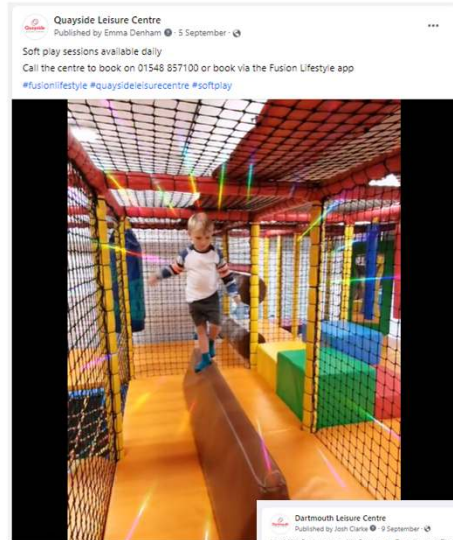 Quayside Leisure Centre
Published by Emma Denham · 5 September ·
Soft play sessions available daily
Call the centre to book on 01548 857100 or book via the Fusion Lifestyle app
#fusionlifestyle #quaysideleisurecentre #softplay
Dartmouth Leisure Centre
Published by Josh Clarke · 9 September ·